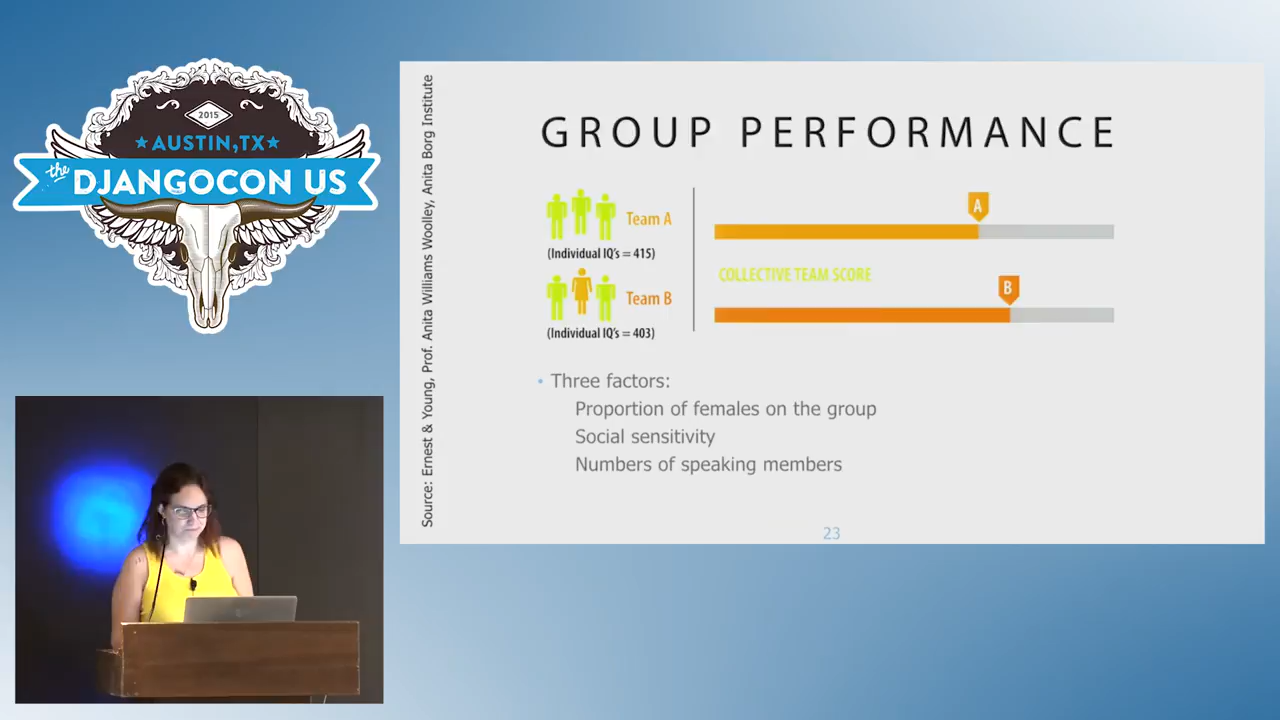 2015
AUSTIN,TX
the
DJANGOCON US
Source: Ernest & Young, Prof. Anita Williams Woolley, Anita Borg Institute
GROUP PERFORMANCE
Team A
(Individual IQ's = 415)
A
COLLECTIVE TEAM SCORE
Team B
(Individual IQ's = 403)
B
• Three factors:
Proportion of females on the group
Social sensitivity
Numbers of speaking members
23